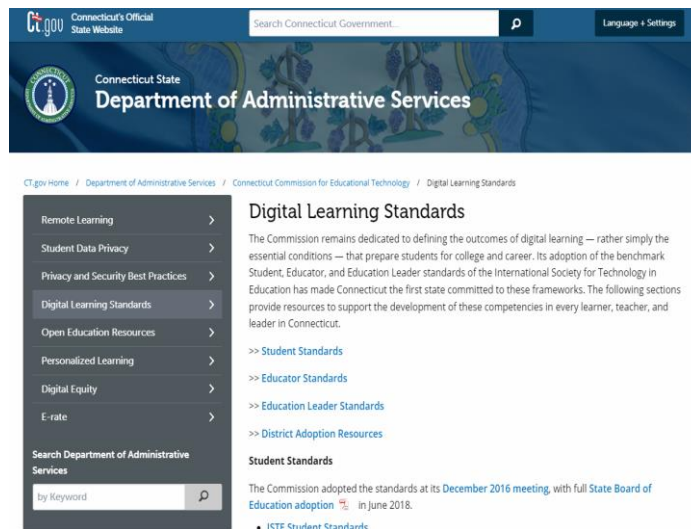 Ct.gov Connecticut's Official
State Website
Search Connecticut Government...
Language + Settings
CONNECTICUT
Connecticut State
Department of Administrative Services
CT.gov Home / Department of Administrative Services / Connecticut Commission for Educational Technology / Digital Learning Standards
Remote Learning
Student Data Privacy
Privacy and Security Best Practices
Digital Learning Standards
Open Education Resources
Personalized Learning
Digital Equity
E-rate
Search Department of Administrative
Services
by Keyword
Digital Learning Standards
The Commission remains dedicated to defining the outcomes of digital learning — rather simply the
essential conditions — that prepare students for college and career. Its adoption of the benchmark
Student, Educator, and Education Leader standards of the International Society for Technology in
Education has made Connecticut the first state committed to these frameworks. The following sections
provide resources to support the development of these competencies in every learner, teacher, and
leader in Connecticut.
>> Student Standards
>> Educator Standards
>> Education Leader Standards
>> District Adoption Resources
Student Standards
The Commission adopted the standards at its December 2016 meeting, with full State Board of
Education adoption in June 2018.
• ISTE Student Standards